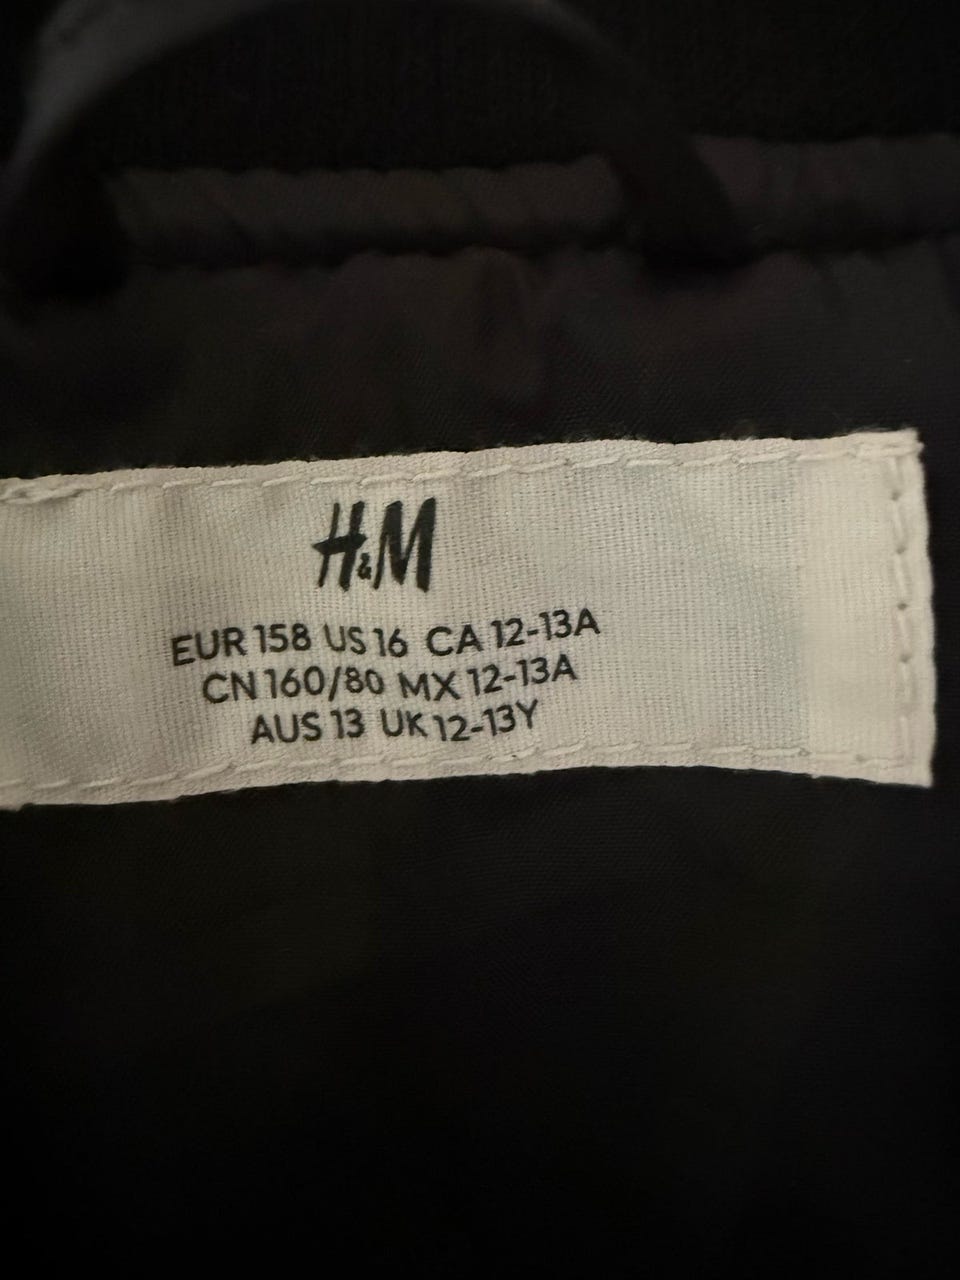 H&M
EUR 158 US 16 CA 12-13A
CN 160/80 MX 12-13A
AUS 13 UK 12-13Y